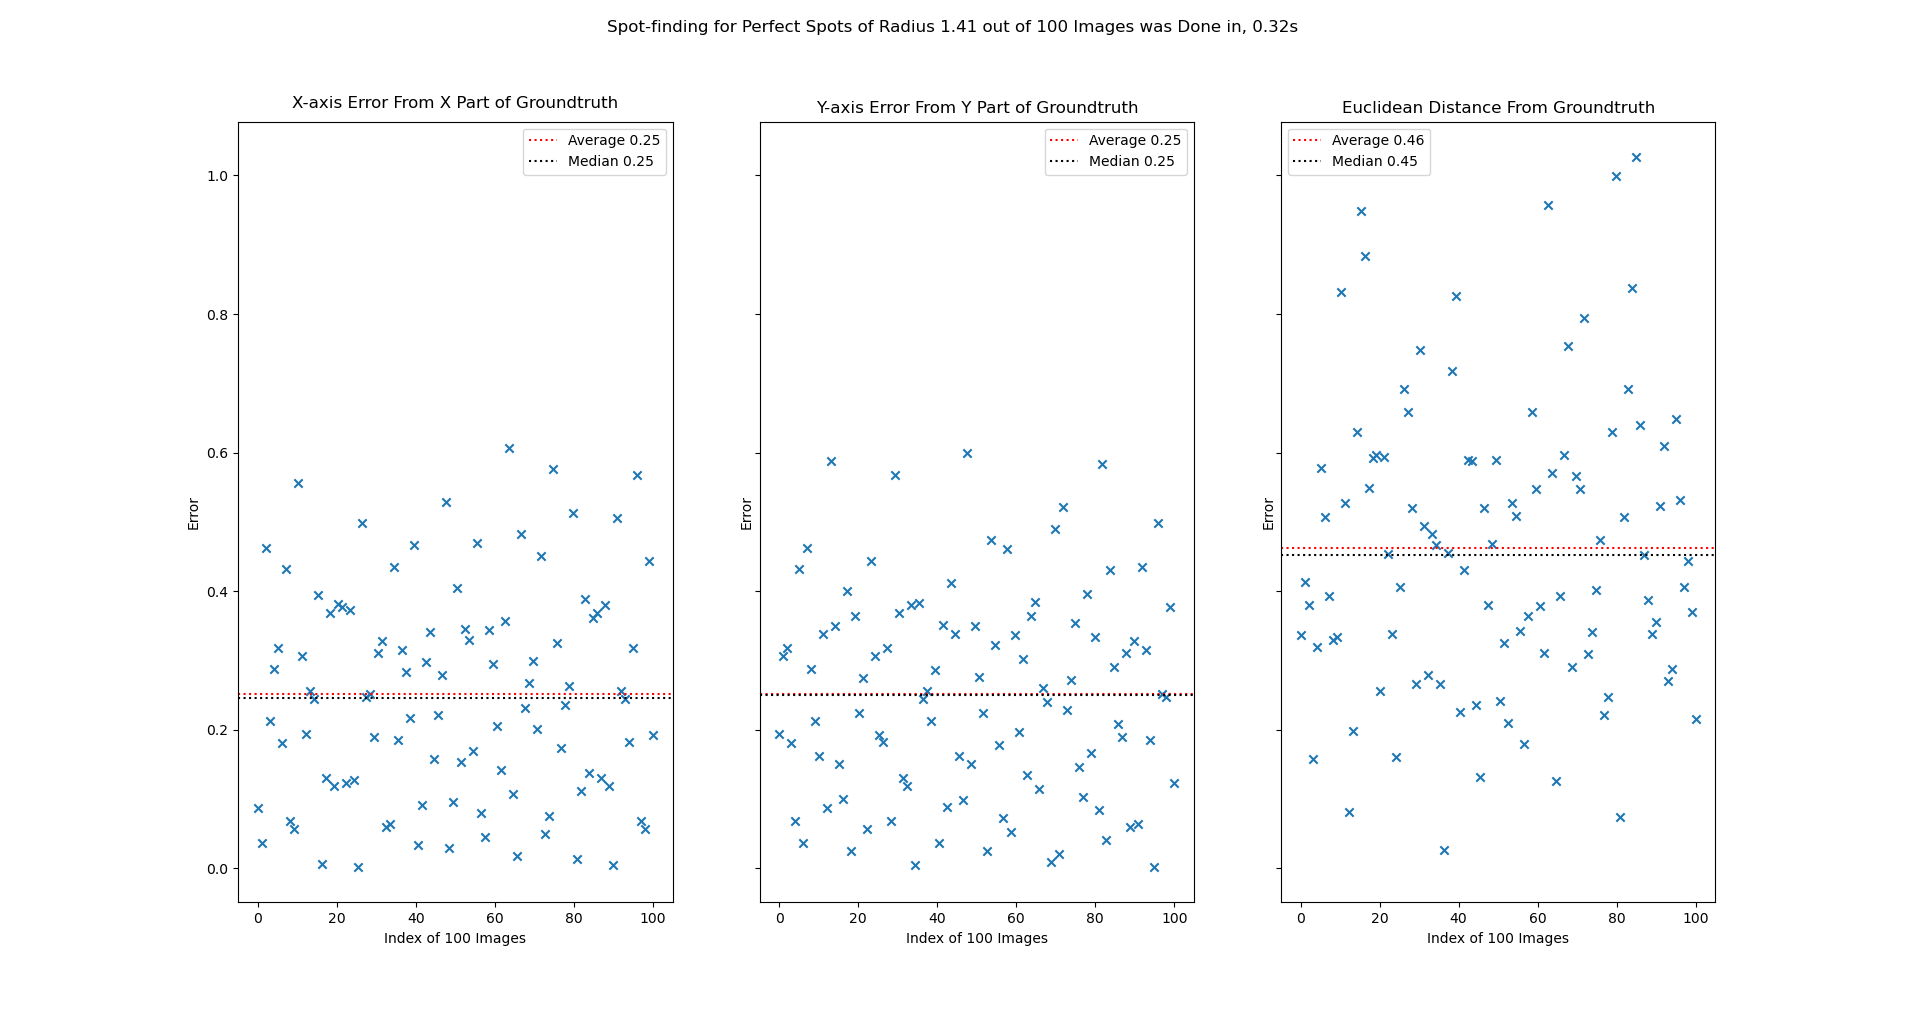 Spot-finding for Perfect Spots of Radius 1.41 out of 100 Images was Done in, 0.32s
X-axis Error From X Part of Groundtruth
Average 0.25
Median 0.25
1.0
0.8
0.6
0.4
0.2
0.0
Error
0 20 40 60 80 100
Index of 100 Images
Y-axis Error From Y Part of Groundtruth
Average 0.25
Median 0.25
Error
0 20 40 60 80 100
Index of 100 Images
Euclidean Distance From Groundtruth
Average 0.46
Median 0.45
Error
0 20 40 60 80 100
Index of 100 Images